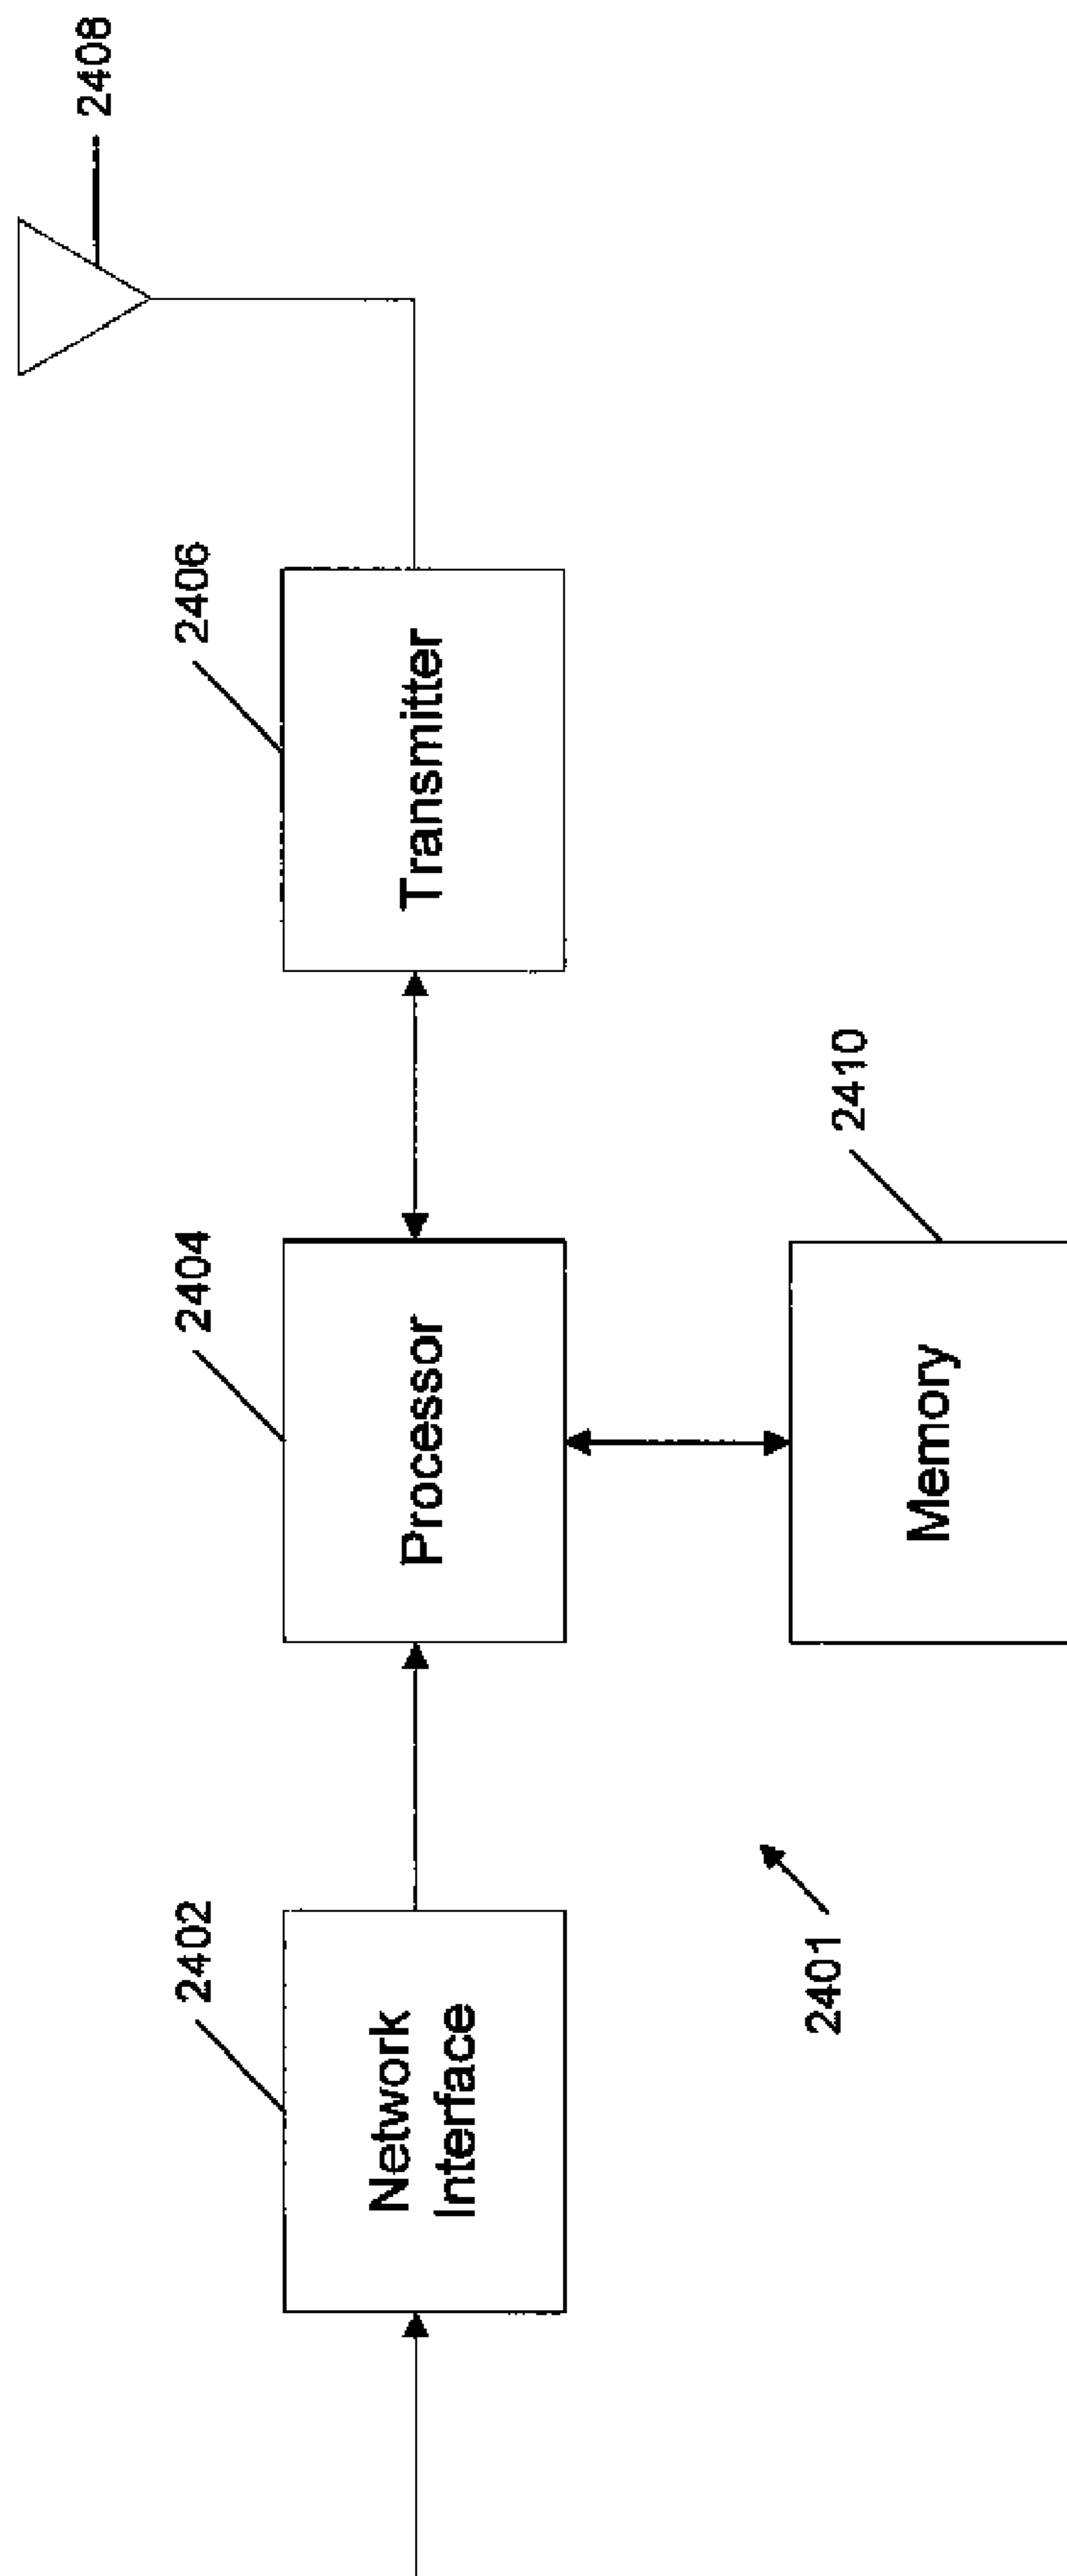 2408
2406
Transmitter
2404
Processor
2410
Memory
2402
Network
Interface
2401